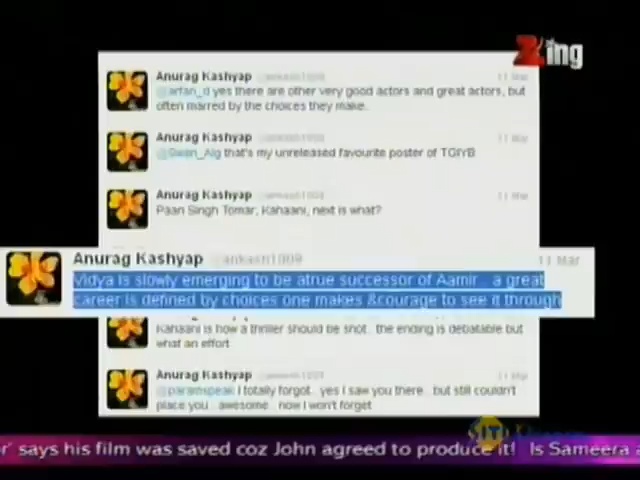 Zing
Anurag Kashyap @ankash1009 11 Mar
@arfan_d yes there are other very good actors and great actors, but
often marred by the choices they make..
Anurag Kashyap 11 Mar
that's my unreleased favourite poster of TGIYB
Anurag Kashyap 11 Mar
Paan Singh Tomar, Kahaani, next is what?
Anurag Kashyap @ankash1009 11 Mar
Vidya is slowly emerging to be atrue successor of Aamir.. a great
career is defined by choices one makes &courage to see it through
Kahaani is how a thriller should be shot.. the ending is debatable but
what an effort
Anurag Kashyap 11 Mar
@paramspeak I totally forgot.. yes I saw you there.. but still couldn't
place you.. awesome.. now I won't forget
SITI
r' says his film was saved coz John agreed to produce it! Is Sameera a